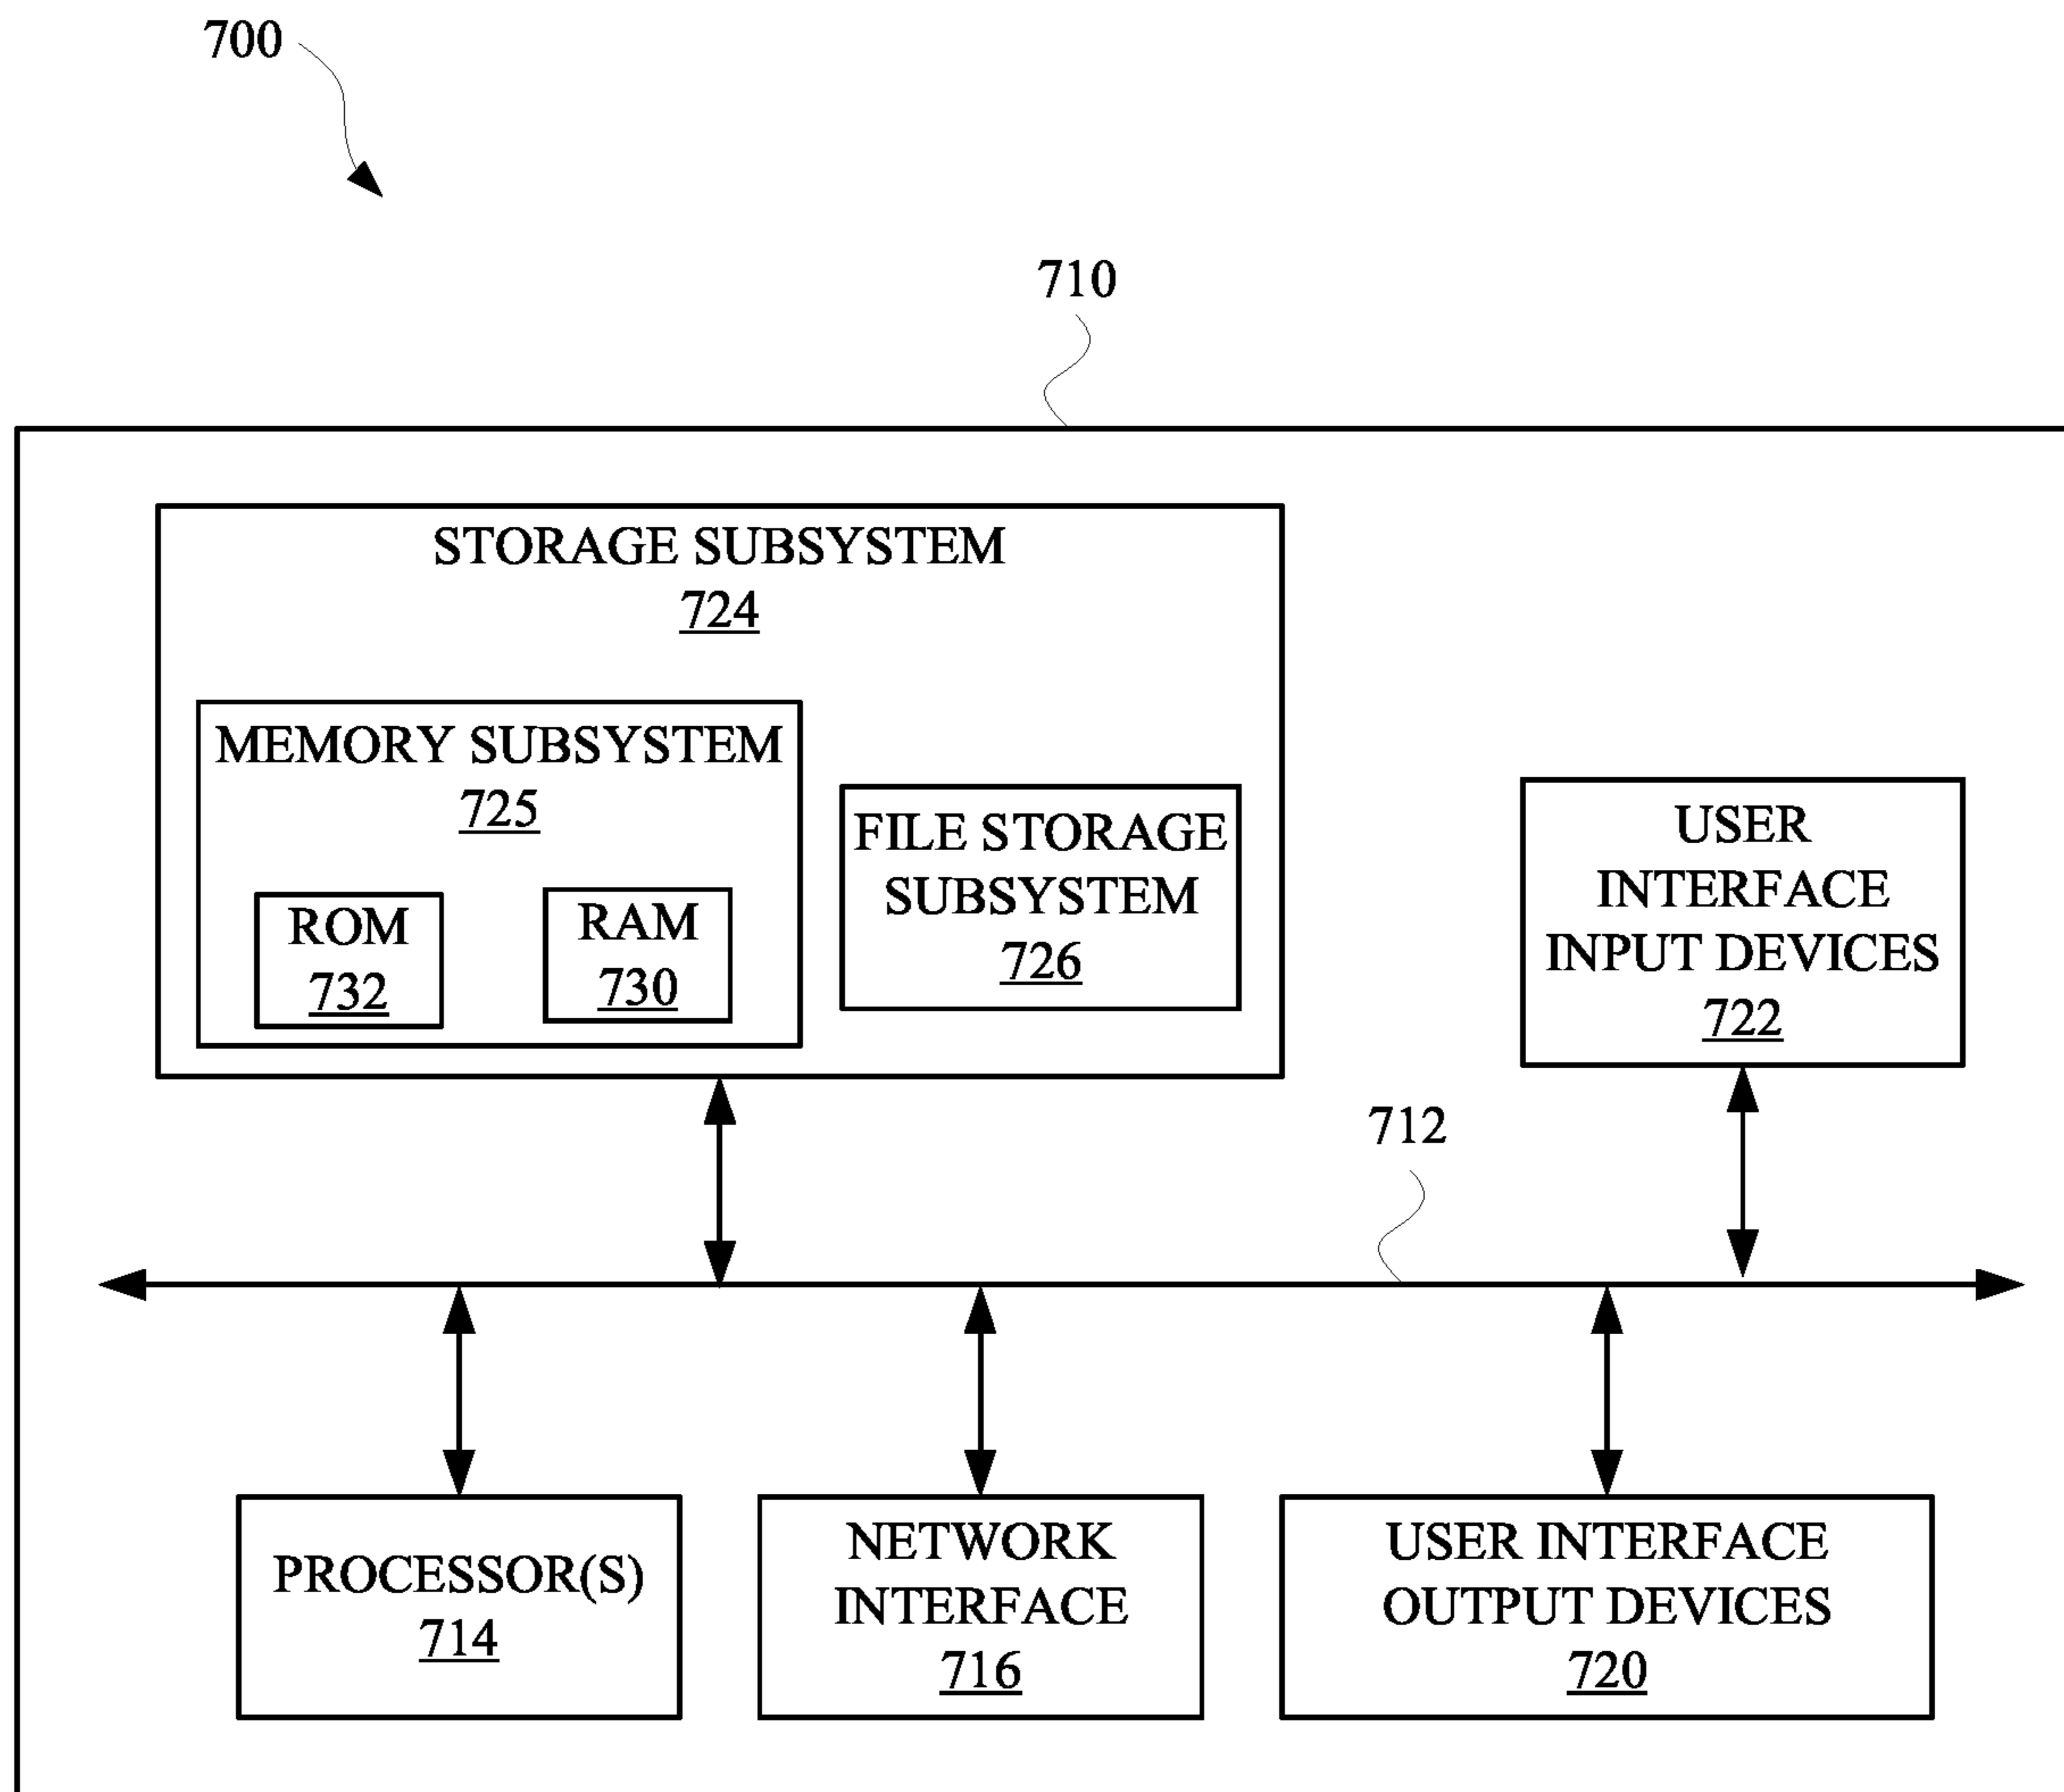 700
710
STORAGE SUBSYSTEM
724
MEMORY SUBSYSTEM
725
ROM
732
RAM
730
FILE STORAGE
SUBSYSTEM
726
USER
INTERFACE
INPUT DEVICES
722
712
PROCESSOR(S)
714
NETWORK
INTERFACE
716
USER INTERFACE
OUTPUT DEVICES
720